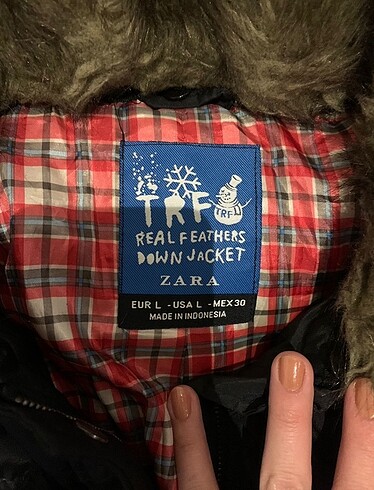 TRF
TRF
REAL FEATHERS
DOWN JACKET
ZARA
EUR L - USA L - MEX 30
MADE IN INDONESIA